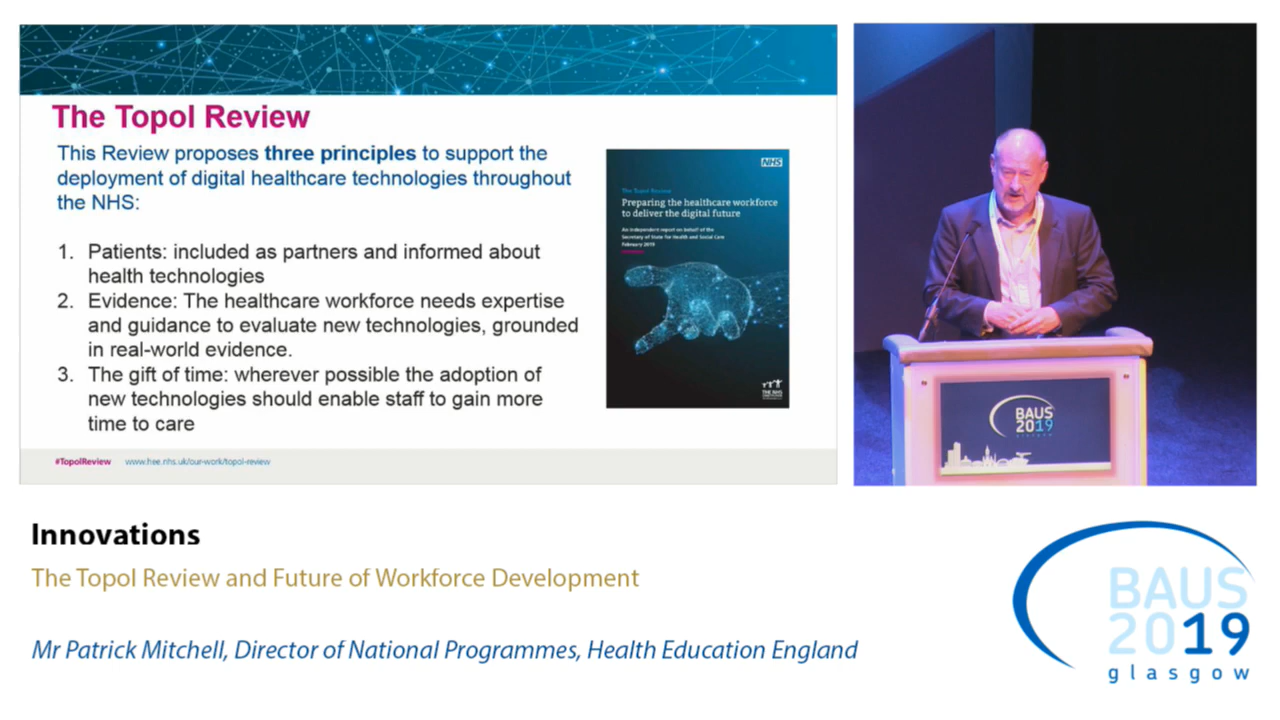 The Topol Review
This Review proposes three principles to support the
deployment of digital healthcare technologies throughout
the NHS:
1. Patients: included as partners and informed about
health technologies
2. Evidence: The healthcare workforce needs expertise
and guidance to evaluate new technologies, grounded
in real-world evidence.
3. The gift of time: wherever possible the adoption of
new technologies should enable staff to gain more
time to care
NHS
The Topol Review
Preparing the healthcare workforce
to deliver the digital future
An independent report on behalf of the
Secretary of State for Health and Social Care
February 2019
#TopolReview www.hee.nhs.uk/our-work/topol-review
BAUS
2019
glasgow
Innovations
The Topol Review and Future of Workforce Development
Mr Patrick Mitchell, Director of National Programmes, Health Education England
BAUS
2019
glasgow